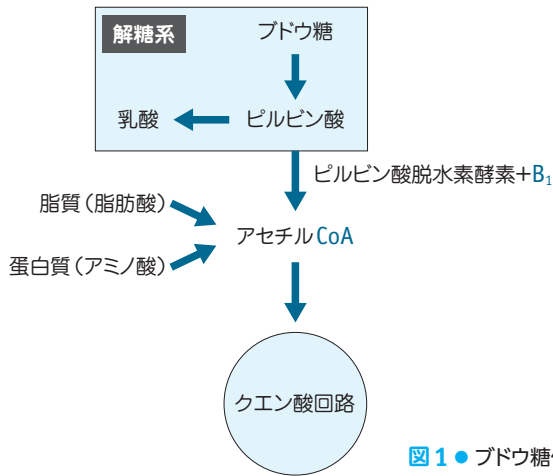 解糖系
ブドウ糖
乳酸
ピルビン酸
ピルビン酸脱水素酵素+B₁
脂質(脂肪酸)
アセチルCoA
蛋白質(アミノ酸)
クエン酸回路
図1 ● ブドウ糖